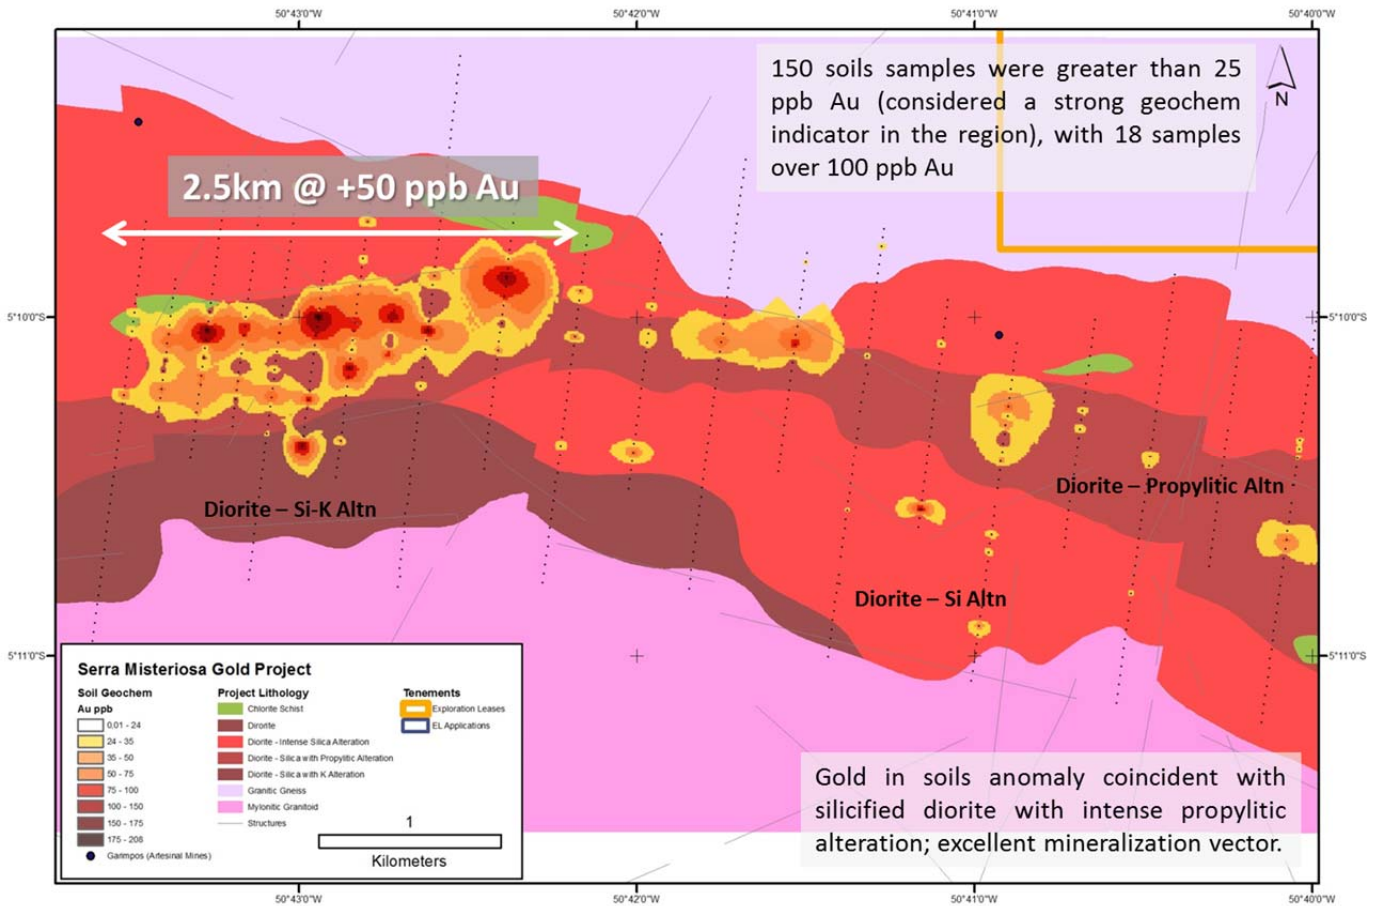 50°43'0"W
50°42'0"W
50°41'0"W
50°40'0"W
150 soils samples were greater than 25
ppb Au (considered a strong geochem
indicator in the region), with 18 samples
over 100 ppb Au
N
2.5km @ +50 ppb Au
5°10'0"S
5°10'0"S
Diorite – Propylitic Altn
Diorite – Si-K Altn
Diorite – Si Altn
5°11'0"S
5°11'0"S
Serra Misteriosa Gold Project
Soil Geochem
Au ppb
0.01 - 24
24 - 35
35 - 50
50 - 75
75 - 100
100 - 150
150 - 175
175 - 208
Garimpos (Artesinal Mines)
Project Lithology
Chlorite Schist
Dirorite
Diorite - Intense Silica Alteration
Diorite - Silica with Propylitic Alteration
Diorite - Silica with K Alteration
Granitic Gneiss
Mylonitic Granitoid
Structures
Tenements
Exploration Leases
EL Applications
1
Kilometers
Gold in soils anomaly coincident with
silicified diorite with intense propylitic
alteration; excellent mineralization vector.
50°43'0"W
50°42'0"W
50°41'0"W
50°40'0"W